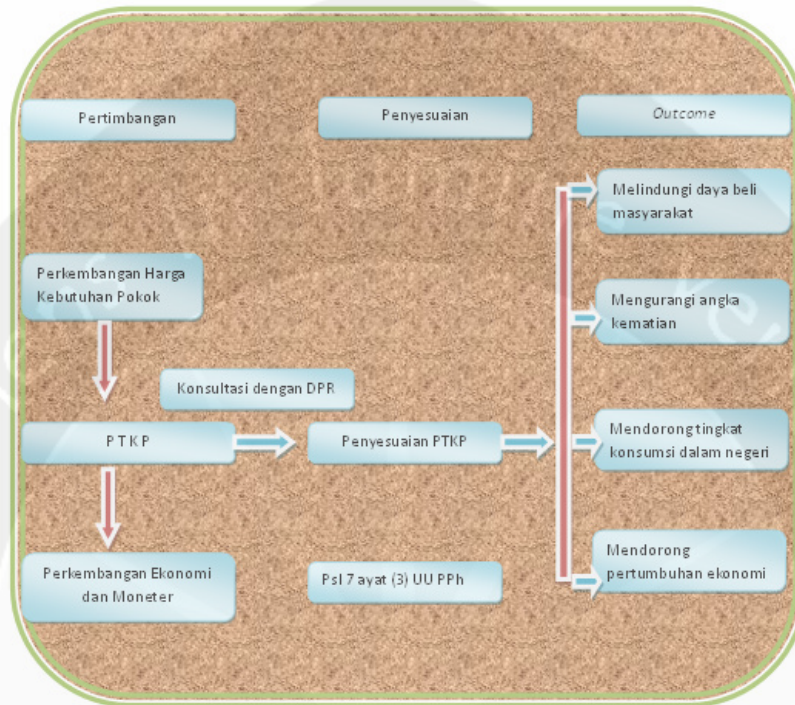 Pertimbangan
Penyesuaian
Outcome
Melindungi daya beli
masyarakat
Perkembangan Harga
Kebutuhan Pokok
Mengurangi angka
kematian
Konsultasi dengan DPR
P T K P
Penyesuaian PTKP
Mendorong tingkat
konsumsi dalam negeri
Perkembangan Ekonomi
dan Moneter
Psl 7 ayat (3) UU PPh
Mendorong
pertumbuhan ekonomi